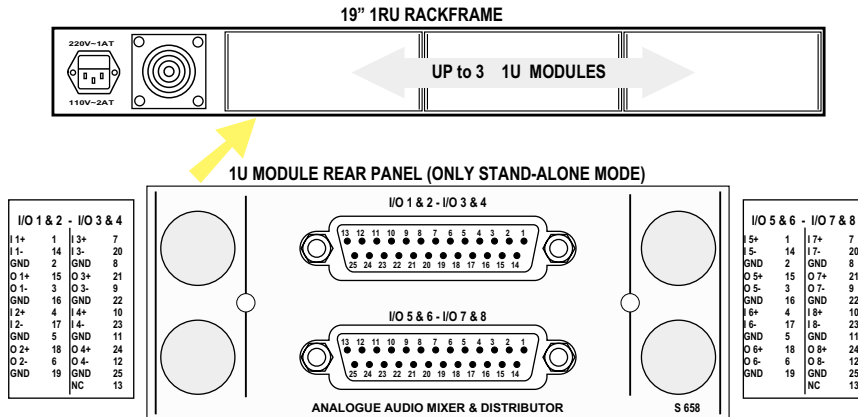 19” 1RU RACKFRAME
220V~1AT
110V~2AT
UP to 3 1U MODULES
1U MODULE REAR PANEL (ONLY STAND-ALONE MODE)
I/O 1 & 2 - I/O 3 & 4
I 1+ 1 I 3+ 7
I 1- 14 I 3- 20
GND 2 GND 8
O 1+ 15 O 3+ 21
O 1- 3 O 3- 9
GND 16 GND 22
I 2+ 4 I 4+ 10
I 2- 17 I 4- 23
GND 5 GND 11
O 2+ 18 O 4+ 24
O 2- 6 O 4- 12
GND 19 GND 25
NC 13
I/O 1 & 2 - I/O 3 & 4
13 12 11 10 9 8 7 6 5 4 3 2 1
25 24 23 22 21 20 19 18 17 16 15 14
I/O 5 & 6 - I/O 7 & 8
13 12 11 10 9 8 7 6 5 4 3 2 1
25 24 23 22 21 20 19 18 17 16 15 14
ANALOGUE AUDIO MIXER & DISTRIBUTOR S 658
I/O 5 & 6 - I/O 7 & 8
I 5+ 1 I 7+ 7
I 5- 14 I 7- 20
GND 2 GND 8
O 5+ 15 O 7+ 21
O 5- 3 O 7- 9
GND 16 GND 22
I 6+ 4 I 8+ 10
I 6- 17 I 8- 23
GND 5 GND 11
O 6+ 18 O 8+ 24
O 6- 6 O 8- 12
GND 19 GND 25
NC 13